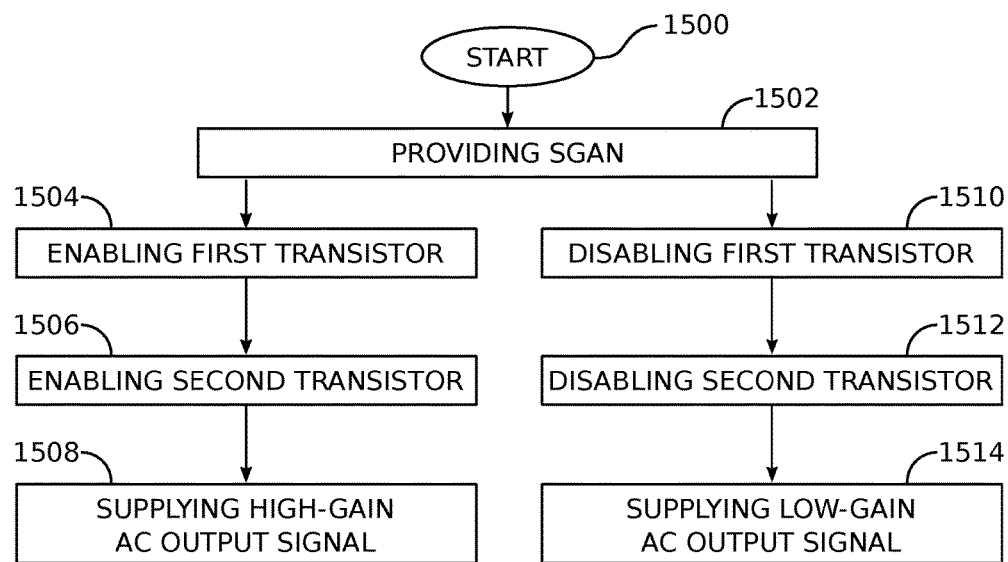 START
1500
1502
PROVIDING SGAN
1504
ENABLING FIRST TRANSISTOR
1506
ENABLING SECOND TRANSISTOR
1508
SUPPLYING HIGH-GAIN
AC OUTPUT SIGNAL
1510
DISABLING FIRST TRANSISTOR
1512
DISABLING SECOND TRANSISTOR
1514
SUPPLYING LOW-GAIN
AC OUTPUT SIGNAL